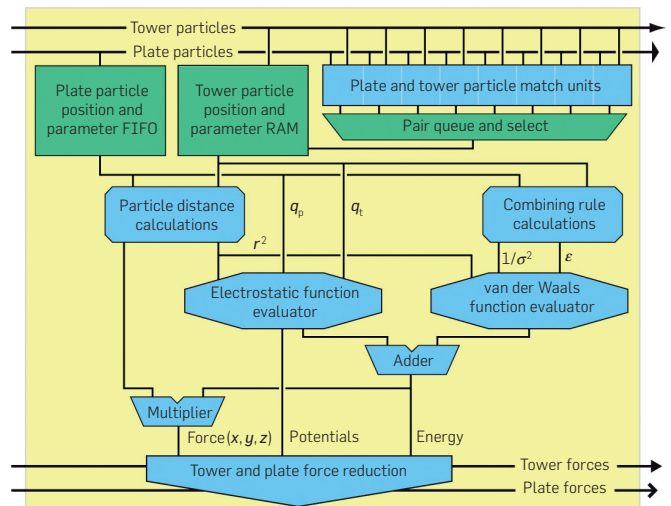 Tower particles
Plate particles
Plate particle
position and
parameter FIFO
Tower particle
position and
parameter RAM
Plate and tower particle match units
Pair queue and select
Particle distance
calculations
qp
qt
Combining rule
calculations
r²
1/σ²
ε
Electrostatic function
evaluator
van der Waals
function evaluator
Adder
Multiplier
Force(x, y, z)
Potentials
Energy
Tower and plate force reduction
Tower forces
Plate forces